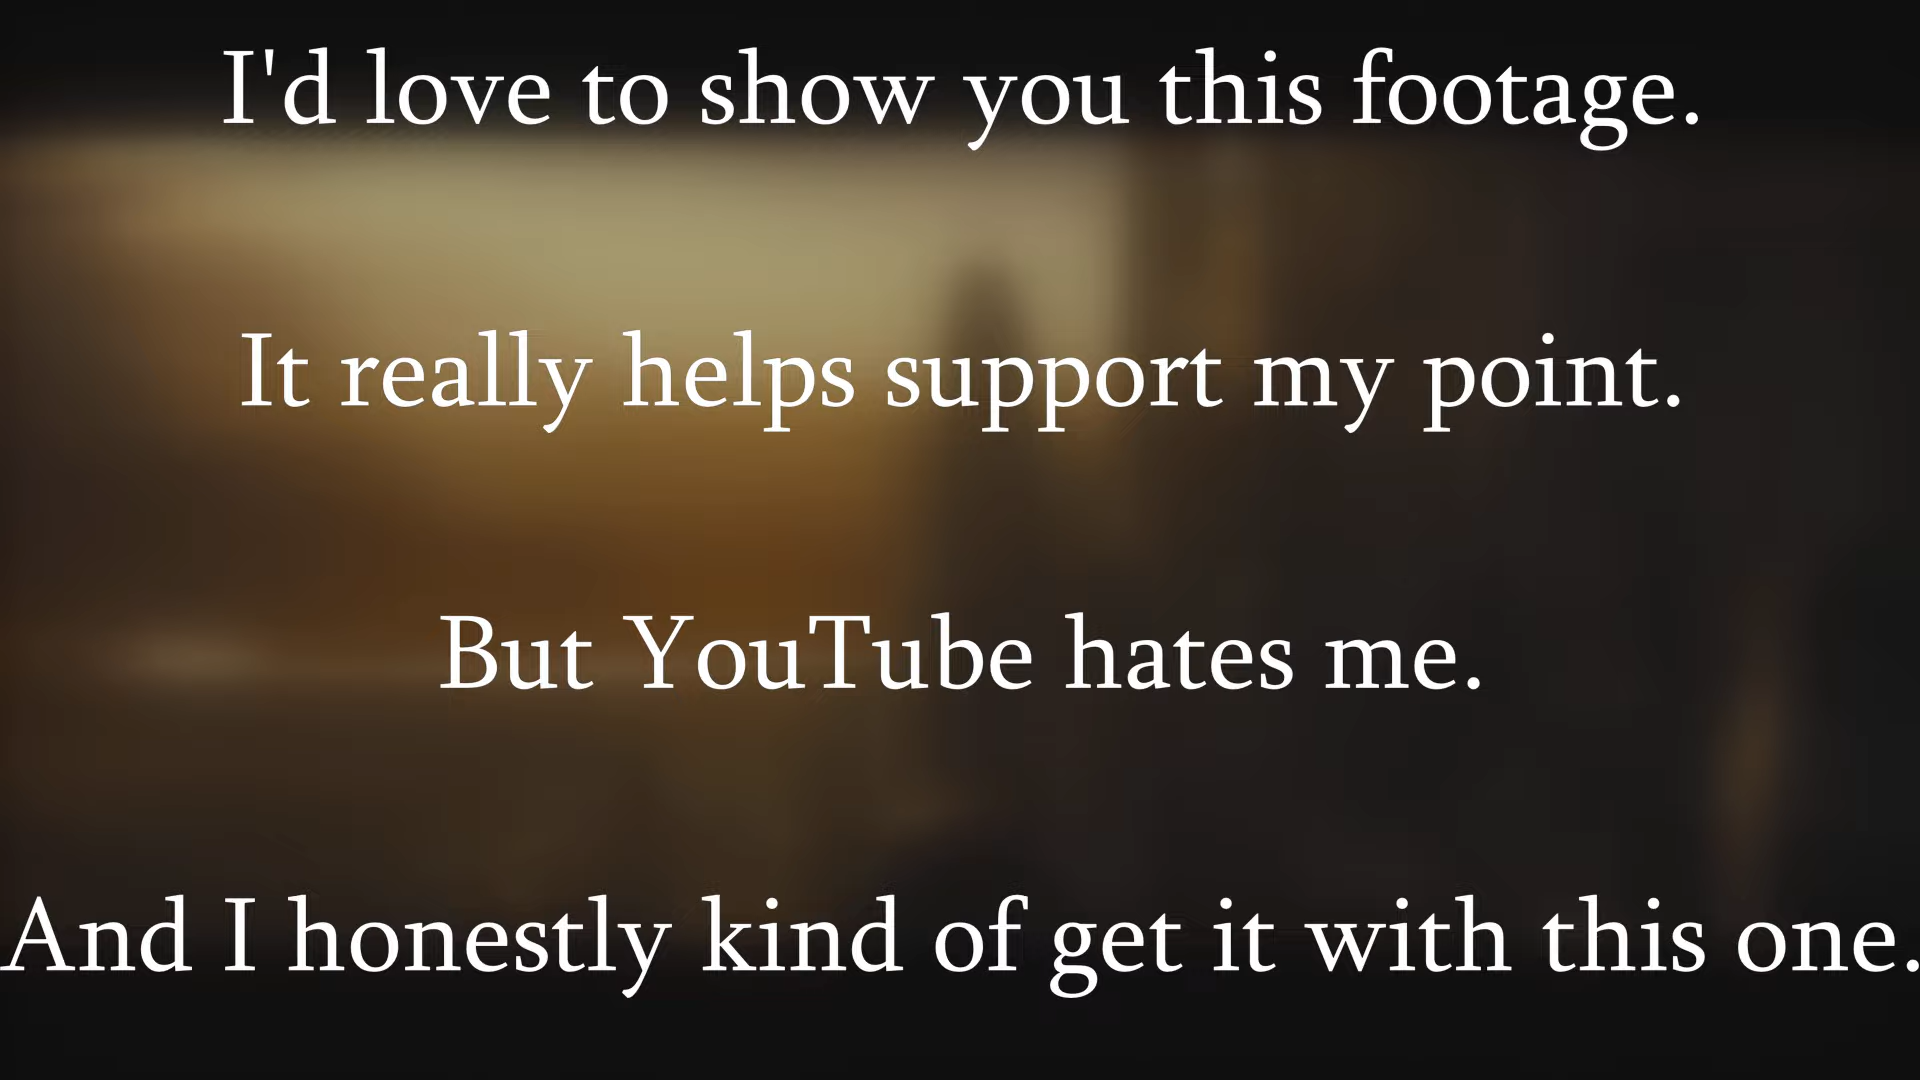 I'd love to show you this footage.
It really helps support my point.
But YouTube hates me.
And I honestly kind of get it with this one.